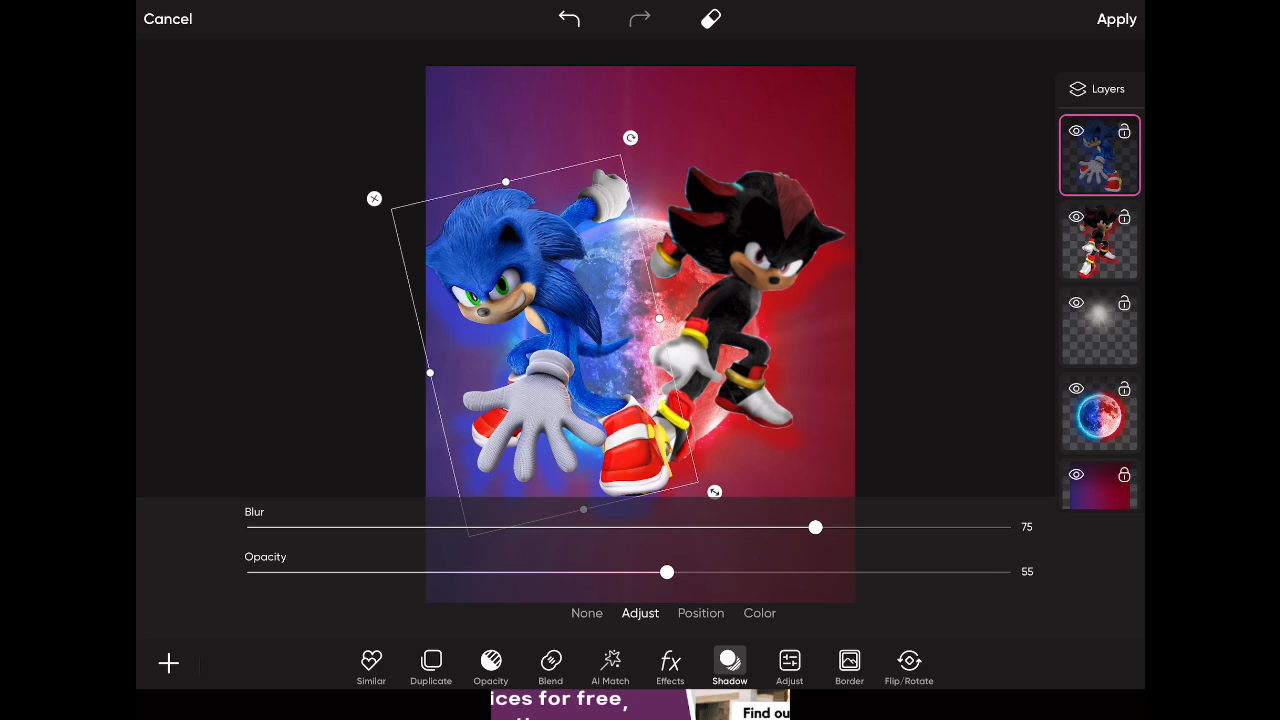 Cancel
Apply
Layers
Blur
75
Opacity
55
None Adjust Position Color
Similar Duplicate Opacity Blend AI Match fx Effects Shadow Adjust Border Flip/Rotate
ices for free,
Find ou